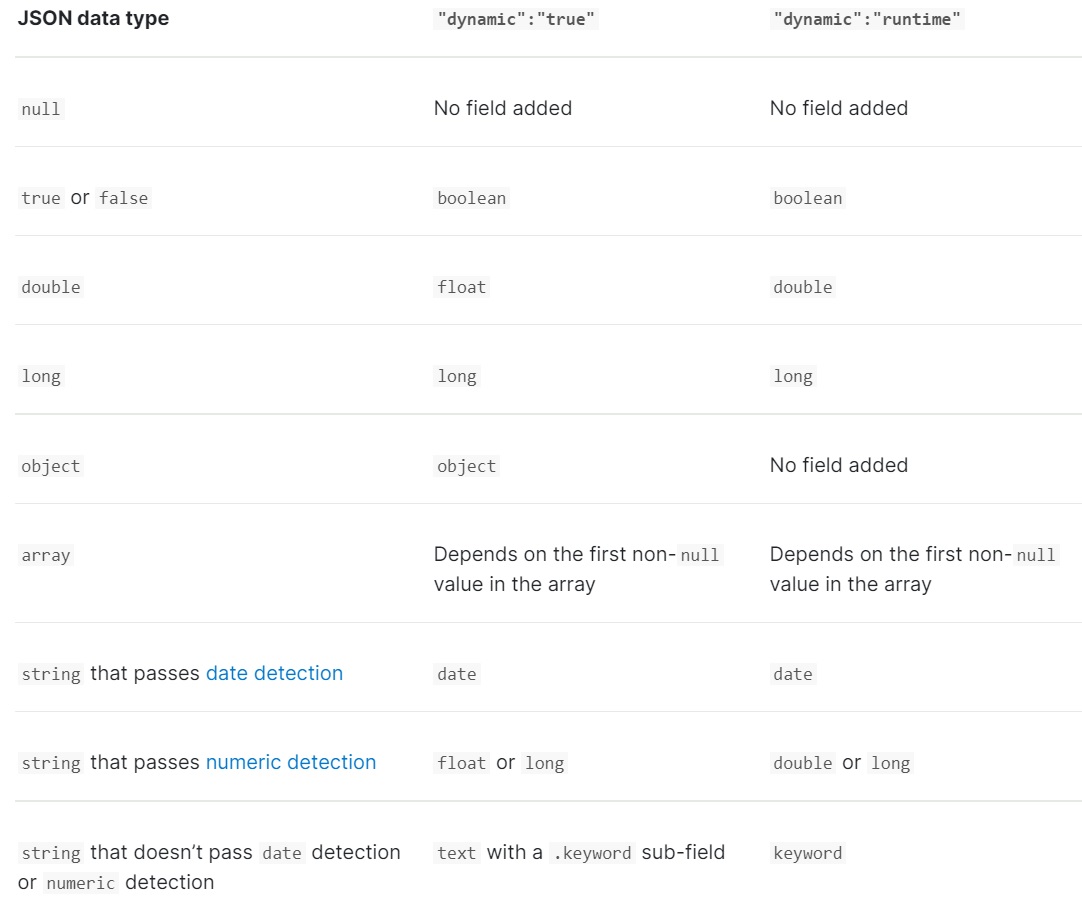 JSON data type "dynamic":"true" "dynamic":"runtime"
null No field added No field added
true or false boolean boolean
double float double
long long long
object object No field added
array Depends on the first non-null Depends on the first non-null
value in the array value in the array
string that passes date detection date date
string that passes numeric detection float or long double or long
string that doesn’t pass date detection text with a .keyword sub-field keyword
or numeric detection